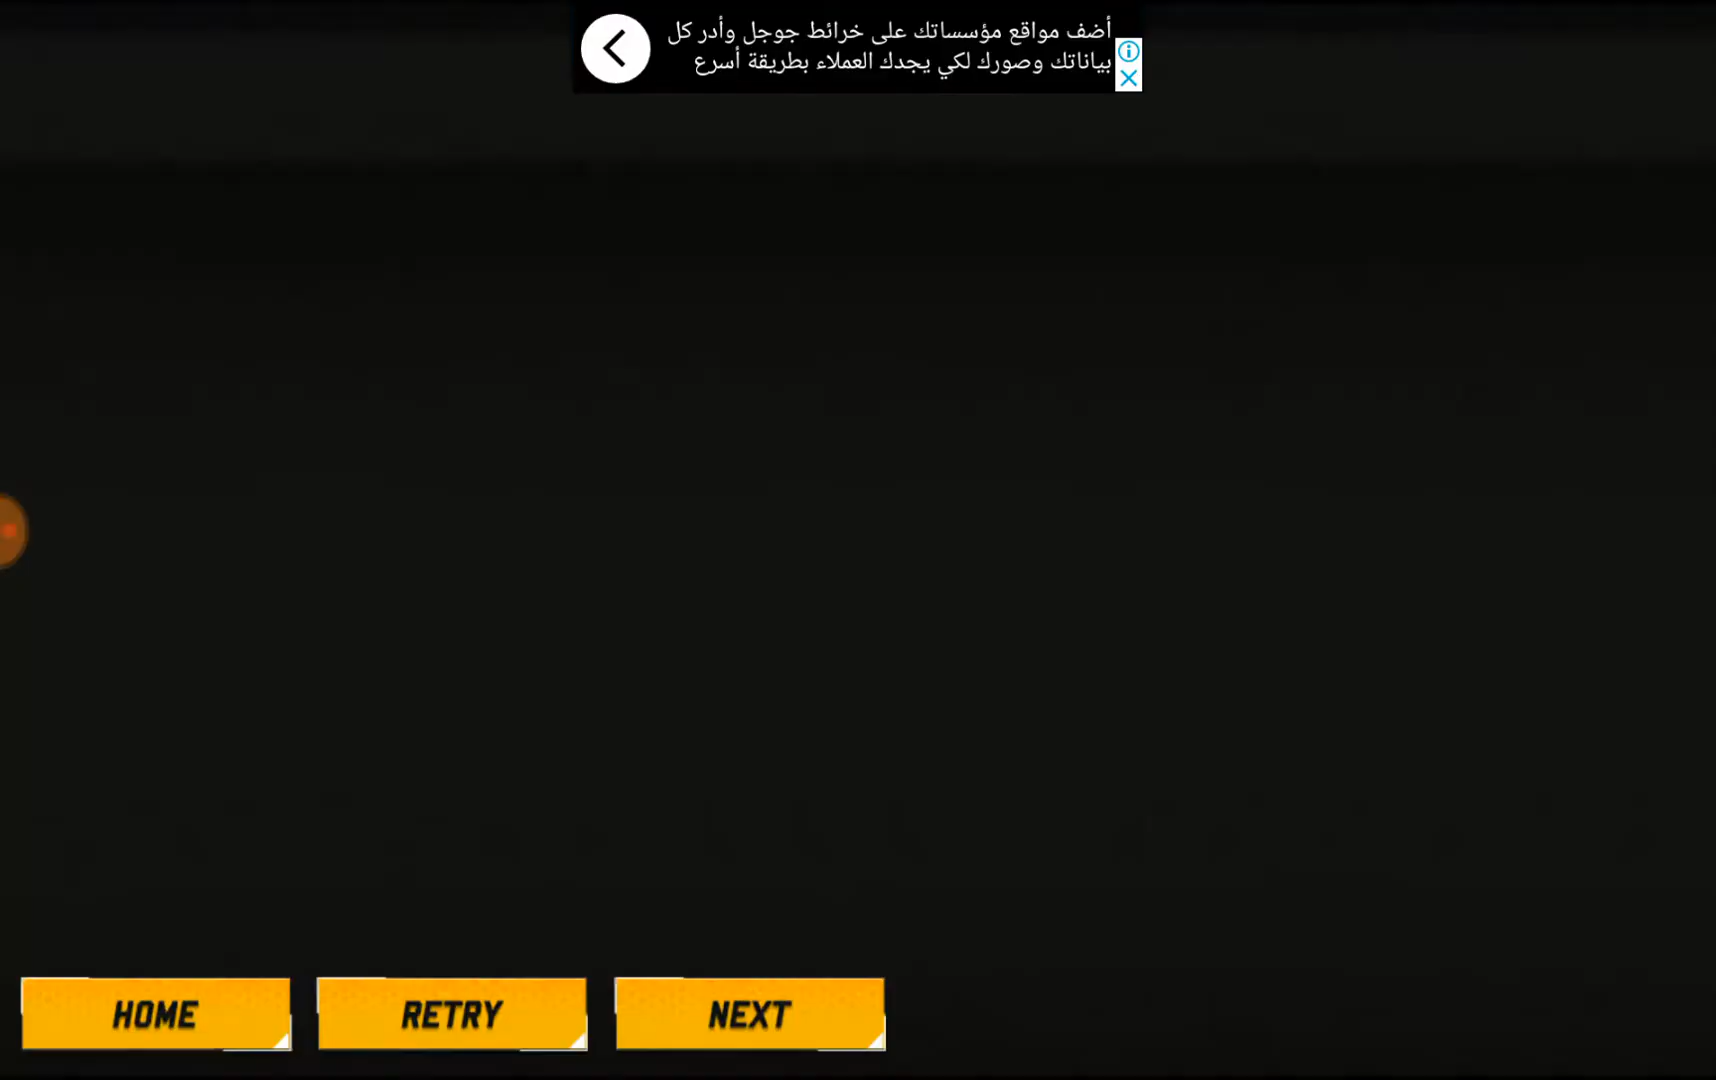 أضف مواقع مؤسساتك على خرائط جوجل وأدر كل
بياناتك وصورك لكي يجدك العملاء بطريقة أسرع
HOME
RETRY
NEXT